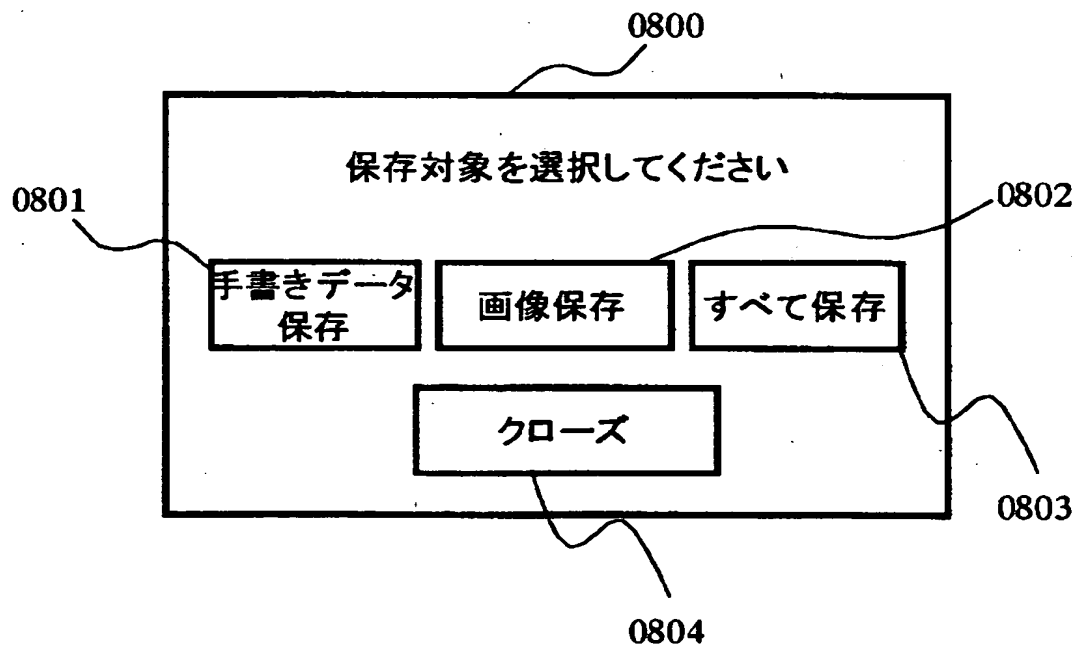 0800
保存対象を選択してください
0801
0802
手書きデータ
保存
画像保存
すべて保存
クローズ
0803
0804